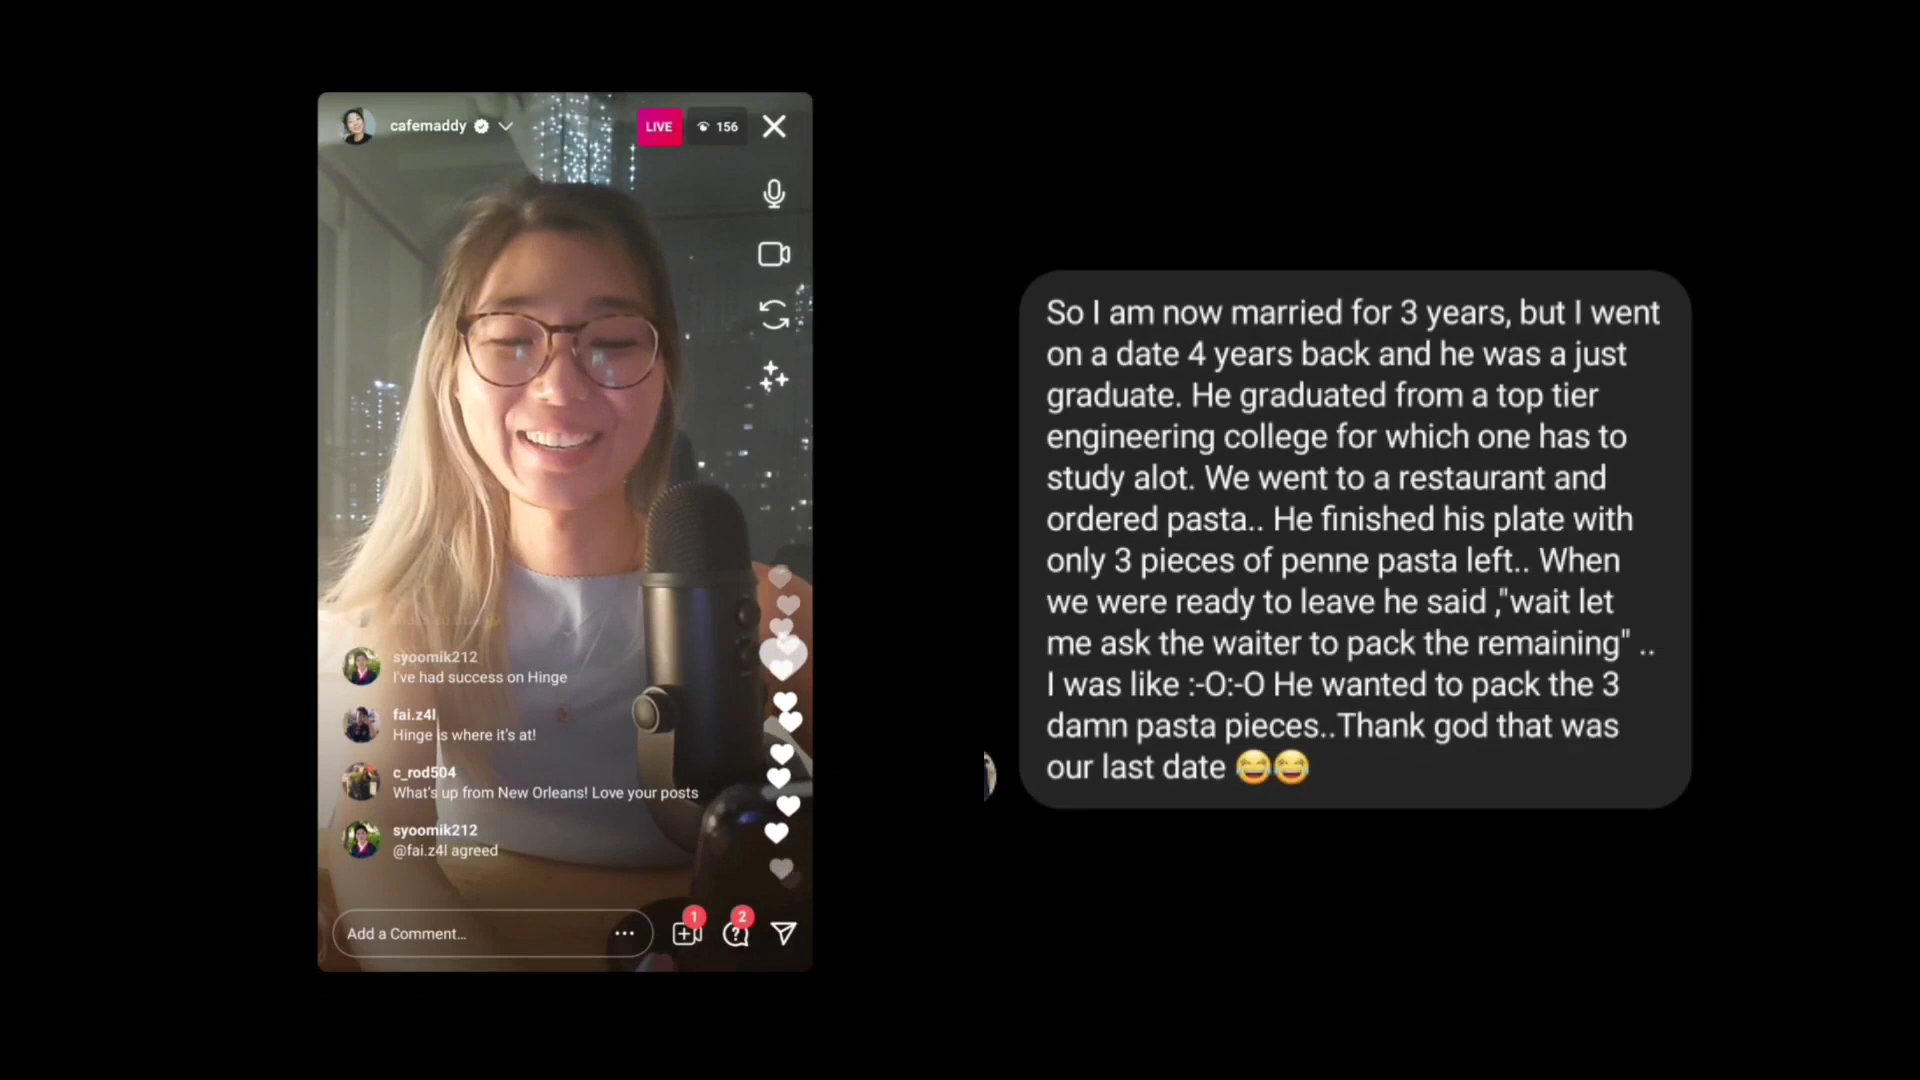 cafemaddy
LIVE
156
syoomik212
I've had success on Hinge
fai.z4l
Hinge is where it's at!
c_rod504
What's up from New Orleans! Love your posts
syoomik212
@fai.z4l agreed
Add a Comment...
1
2
So I am now married for 3 years, but I went
on a date 4 years back and he was a just
graduate. He graduated from a top tier
engineering college for which one has to
study alot. We went to a restaurant and
ordered pasta.. He finished his plate with
only 3 pieces of penne pasta left.. When
we were ready to leave he said ,"wait let
me ask the waiter to pack the remaining" ..
I was like :-O:-O He wanted to pack the 3
damn pasta pieces..Thank god that was
our last date 😂😂